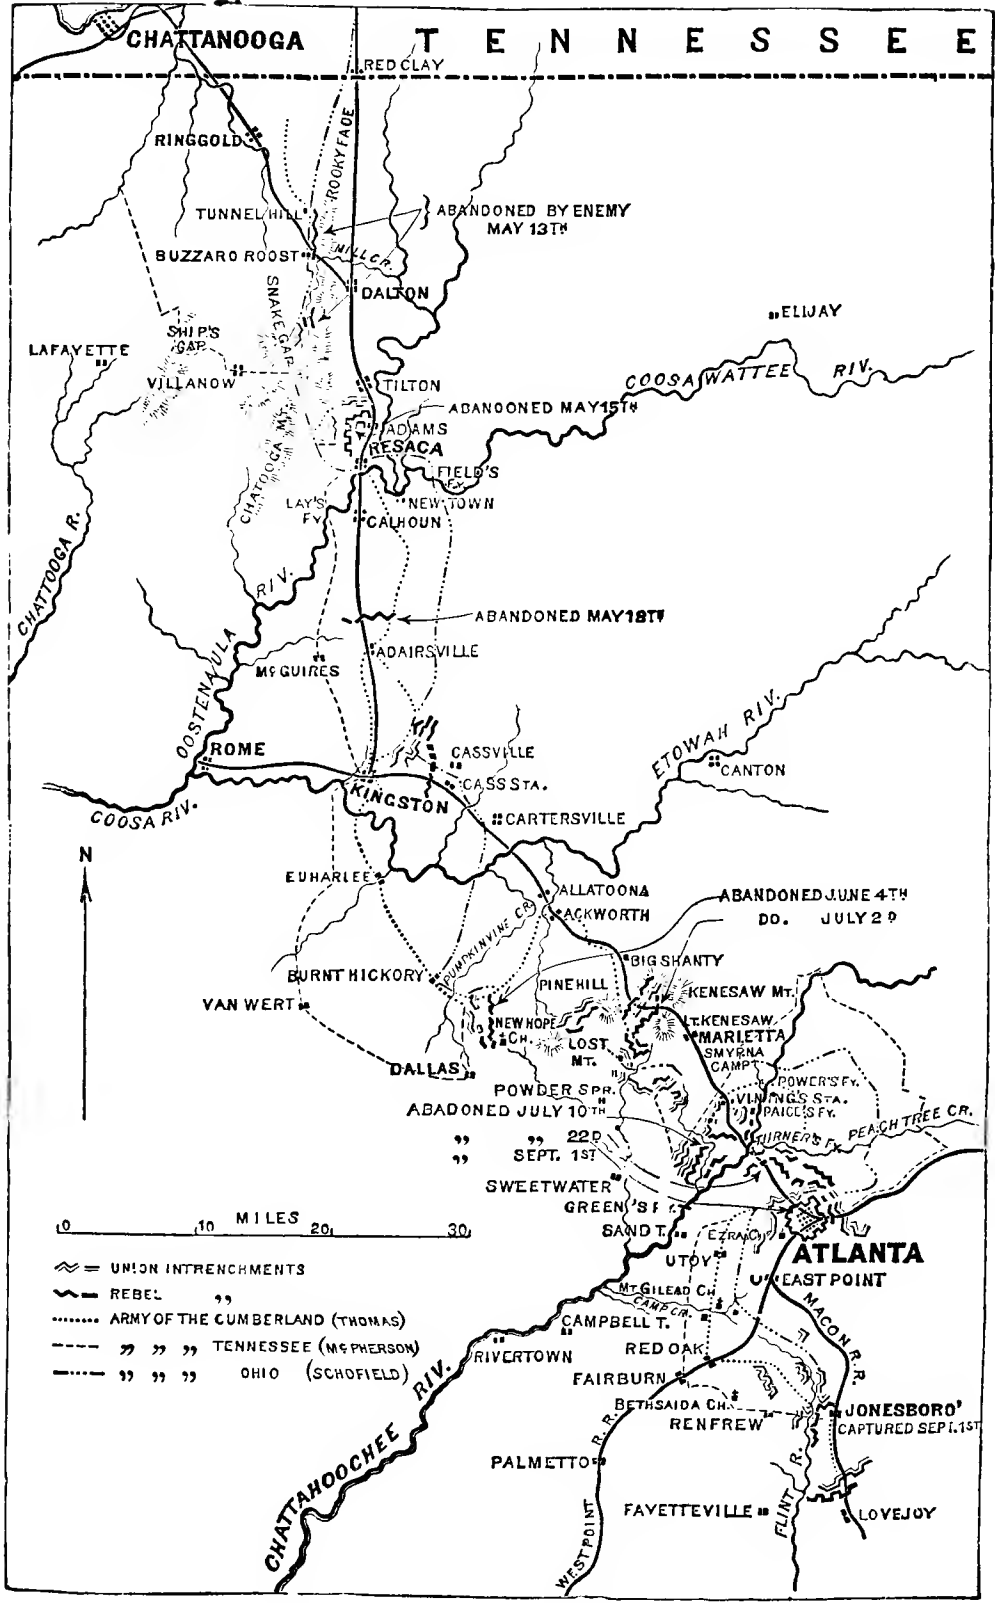 CHATTANOOGA
TENNESSEE
RED CLAY
RINGGOLD
ROCKY FACE
TUNNEL HILL
ABANDONED BY ENEMY
MAY 13TH
BUZZARD ROOST
MILL CR.
DALTON
SNAKE GAP
ELIJAY
SHIP'S
GAP
LAFAYETTE
VILLANOW
TILTON
COOSAWATTEE RIV.
ABANDONED MAY 15TH
ADAMS
RESACA
CHATOOGA MT.
FIELD'S
FY.
LAY'S
FY.
NEW TOWN
CALHOUN
CHATTOOGA R.
OOSTENAULA RIV.
ABANDONED MAY 18TH
ADAIRSVILLE
McGUIRES
ROME
CASSVILLE
ETOWAH RIV.
CANTON
CASS STA.
KINGSTON
COOSA RIV.
CARTERSVILLE
N
EUHARLEE
ALLATOONA
ABANDONED JUNE 4TH
ACKWORTH
DO. JULY 2D
PUMPKINVINE CR.
BIG SHANTY
BURNT HICKORY
PINE HILL
KENESAW MT.
VAN WERT
NEW HOPE
CH.
LT. KENESAW
MARIETTA
LOST
MT.
SMYRNA
CAMP
DALLAS
POWER'S FY.
POWDER SPR.
VINING'S STA.
PAICE'S FY.
ABADONED JULY 10TH
TURNER'S FY.
PEACH TREE CR.
„ „ 22D
„ SEPT. 1ST
SWEETWATER
GREEN'S FY.
0 10 MILES 20 30
SAND T.
EZRA CH.
ATLANTA
UTOY
UNION INTRENCHMENTS
REBEL „
ARMY OF THE CUMBERLAND (THOMAS)
„ „ „ TENNESSEE (McPHERSON)
„ „ „ OHIO (SCHOFIELD)
EAST POINT
MT. GILEAD CH.
CAMP CR.
MACON R.R.
CAMPBELL T.
RIVERTOWN
RED OAK
FAIRBURN
BETHSAIDA CH.
RENFREW
JONESBORO'
CAPTURED SEPT. 1ST
CHATTAHOOCHEE RIV.
PALMETTO
WEST POINT R.R.
FAYETTEVILLE
FLINT R.
LOVEJOY